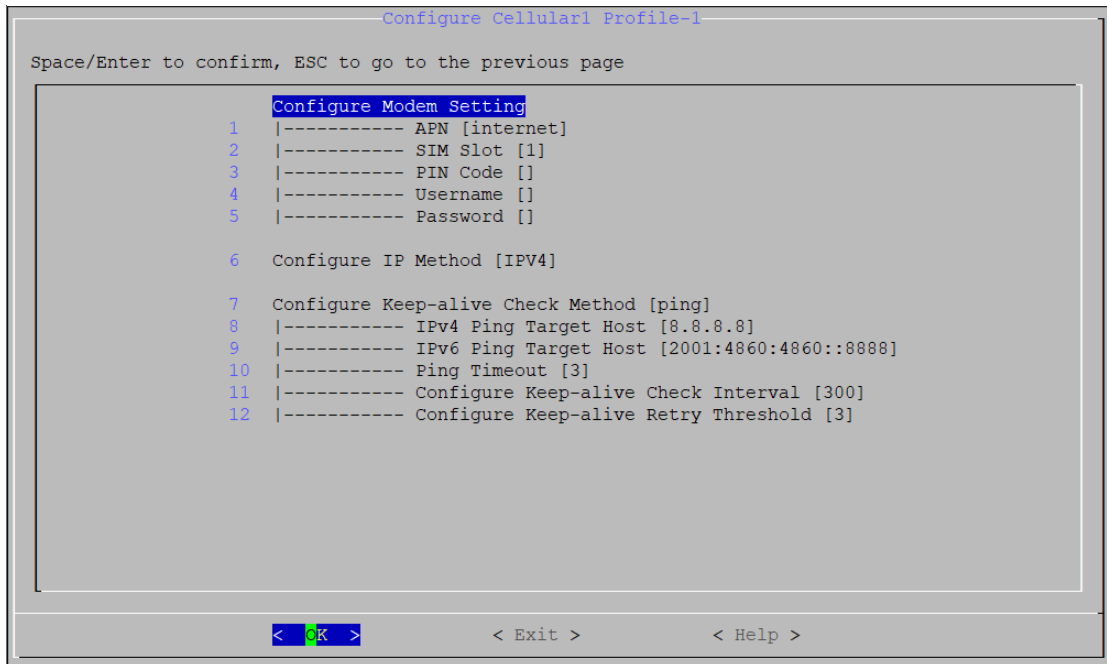 Configure Cellular1 Profile-1
Space/Enter to confirm, ESC to go to the previous page
Configure Modem Setting
1 |----------- APN [internet]
2 |----------- SIM Slot [1]
3 |----------- PIN Code []
4 |----------- Username []
5 |----------- Password []
6 Configure IP Method [IPV4]
7 Configure Keep-alive Check Method [ping]
8 |----------- IPv4 Ping Target Host [8.8.8.8]
9 |----------- IPv6 Ping Target Host [2001:4860:4860::8888]
10 |----------- Ping Timeout [3]
11 |----------- Configure Keep-alive Check Interval [300]
12 |----------- Configure Keep-alive Retry Threshold [3]
< OK > < Exit > < Help >